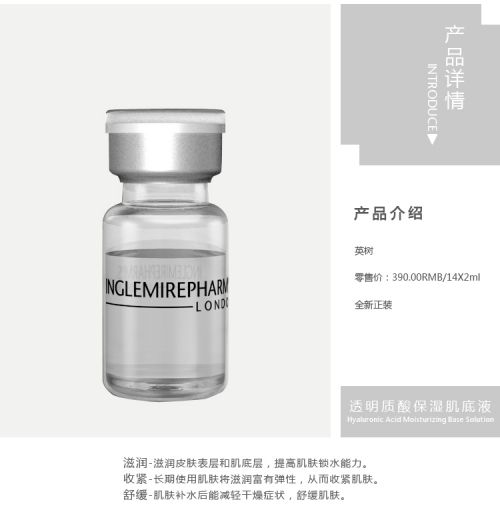 产品详情
INTRODUCE
INGLEMIREPHARM
LONDO
产品介绍
英树
零售价：390.00RMB/14X2ml
全新正装
透明质酸保湿肌底液
Hyaluronic Acid Moisturizing Base Solution
滋润-滋润皮肤表层和肌底层，提高肌肤锁水能力。
收紧-长期使用肌肤将滋润富有弹性，从而收紧肌肤。
舒缓-肌肤补水后能减轻干燥症状，舒缓肌肤。